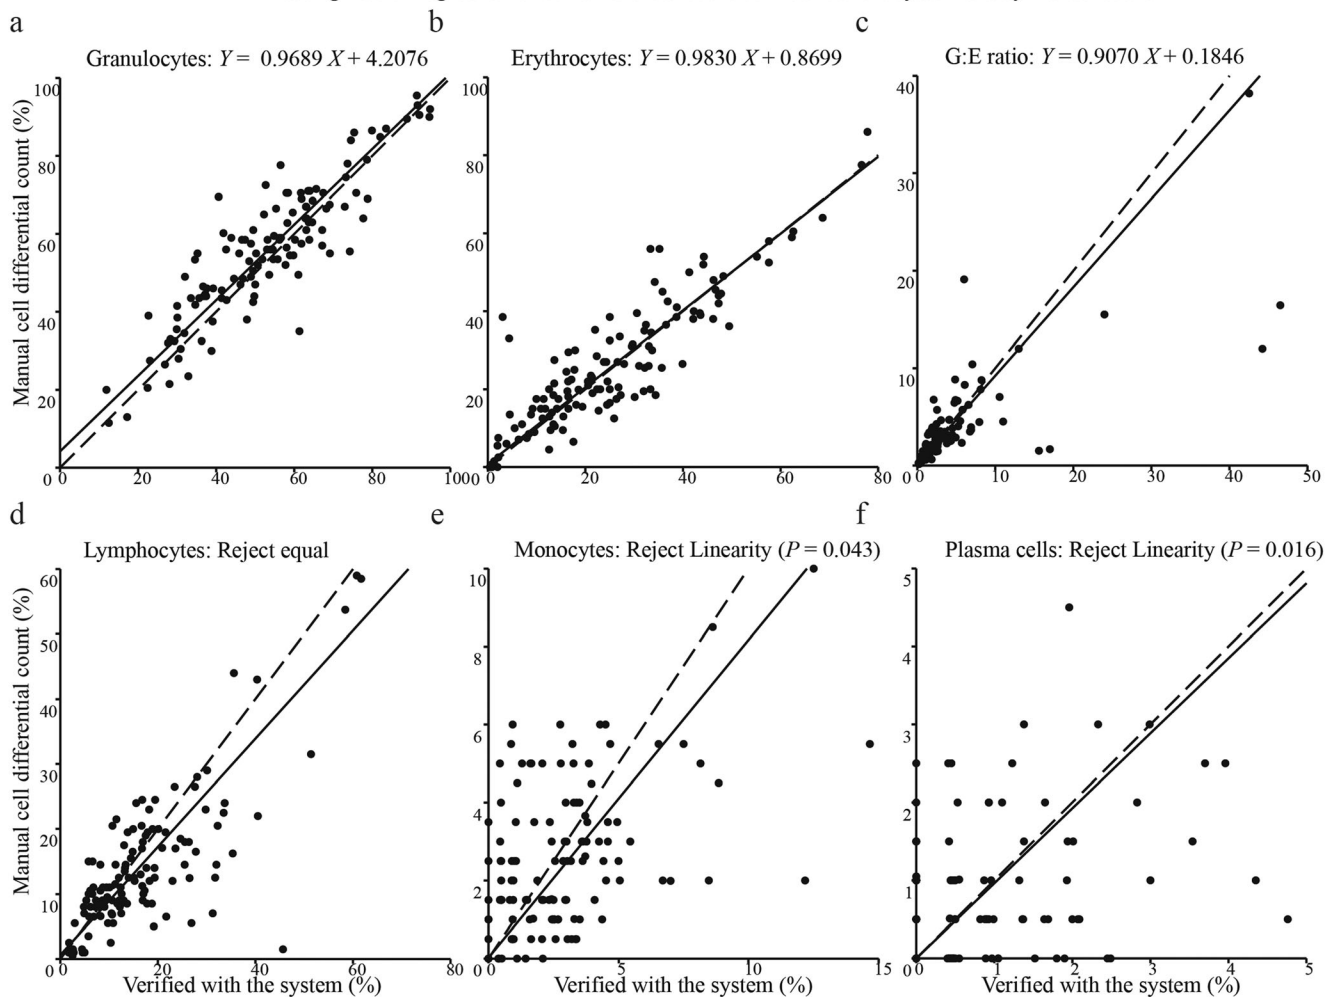 a
b
c
Granulocytes: Y = 0.9689 X + 4.2076
Erythrocytes: Y = 0.9830 X + 0.8699
G:E ratio: Y = 0.9070 X + 0.1846
Manual cell differential count (%)
100
80
60
40
20
0
0 20 40 60 80 100
100
80
60
40
20
0
0 20 40 60 80
40
30
20
10
0 10 20 30 40 50
d
e
f
Lymphocytes: Reject equal
Monocytes: Reject Linearity (P = 0.043)
Plasma cells: Reject Linearity (P = 0.016)
Manual cell differential count (%)
60
50
40
30
20
10
0 20 40 60 80
10
8
6
4
2
0 5 10 15
5
4
3
2
1
0
0 1 2 3 4 5
Verified with the system (%)
Verified with the system (%)
Verified with the system (%)